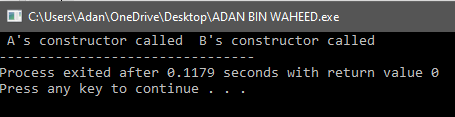 C:\Users\Adan\OneDrive\Desktop\ADAN BIN WAHEED.exe
A's constructor called  B's constructor called
--------------------------------
Process exited after 0.1179 seconds with return value 0
Press any key to continue . . .